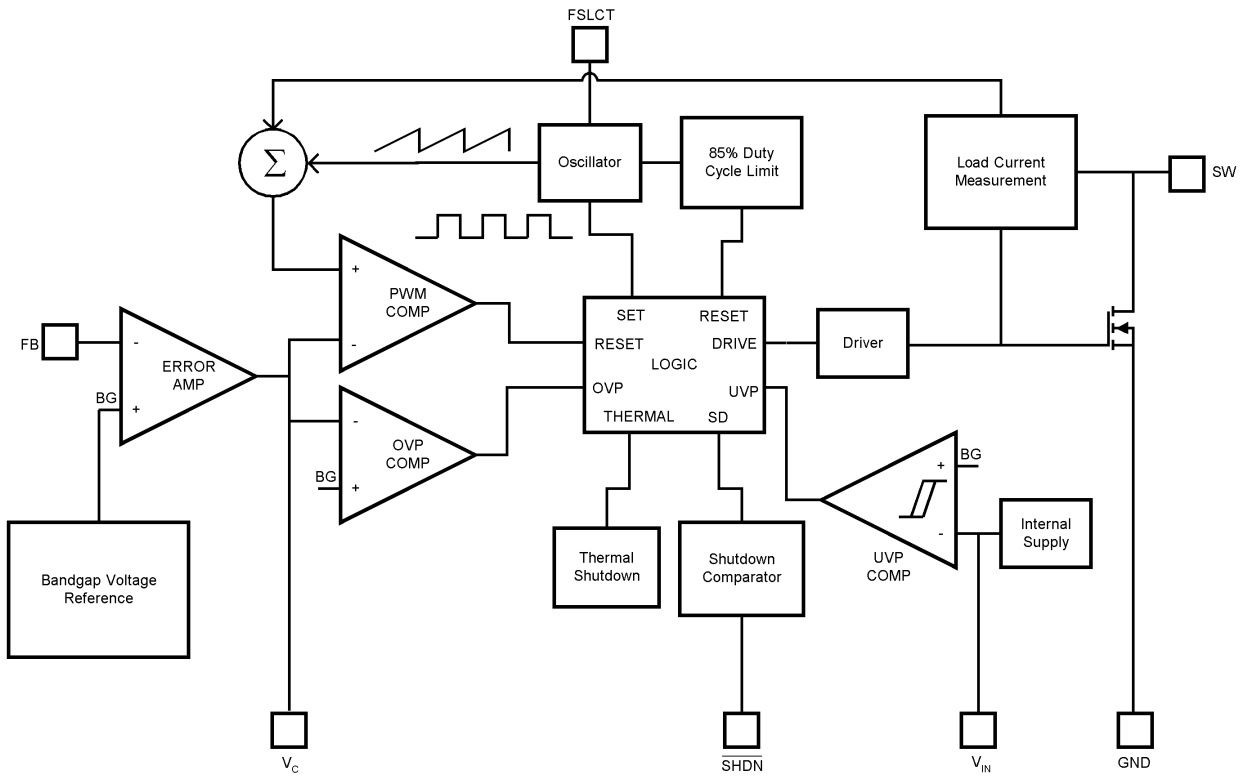 FSLCT
Σ
Oscillator
85% Duty
Cycle Limit
Load Current
Measurement
SW
+
PWM
COMP
-
SET
RESET
RESET
DRIVE
LOGIC
OVP
UVP
THERMAL
SD
Driver
FB
-
ERROR
AMP
BG
+
-
OVP
COMP
BG
+
+
BG
-
UVP
COMP
Internal
Supply
Bandgap Voltage
Reference
Thermal
Shutdown
Shutdown
Comparator
VC
SHDN
VIN
GND